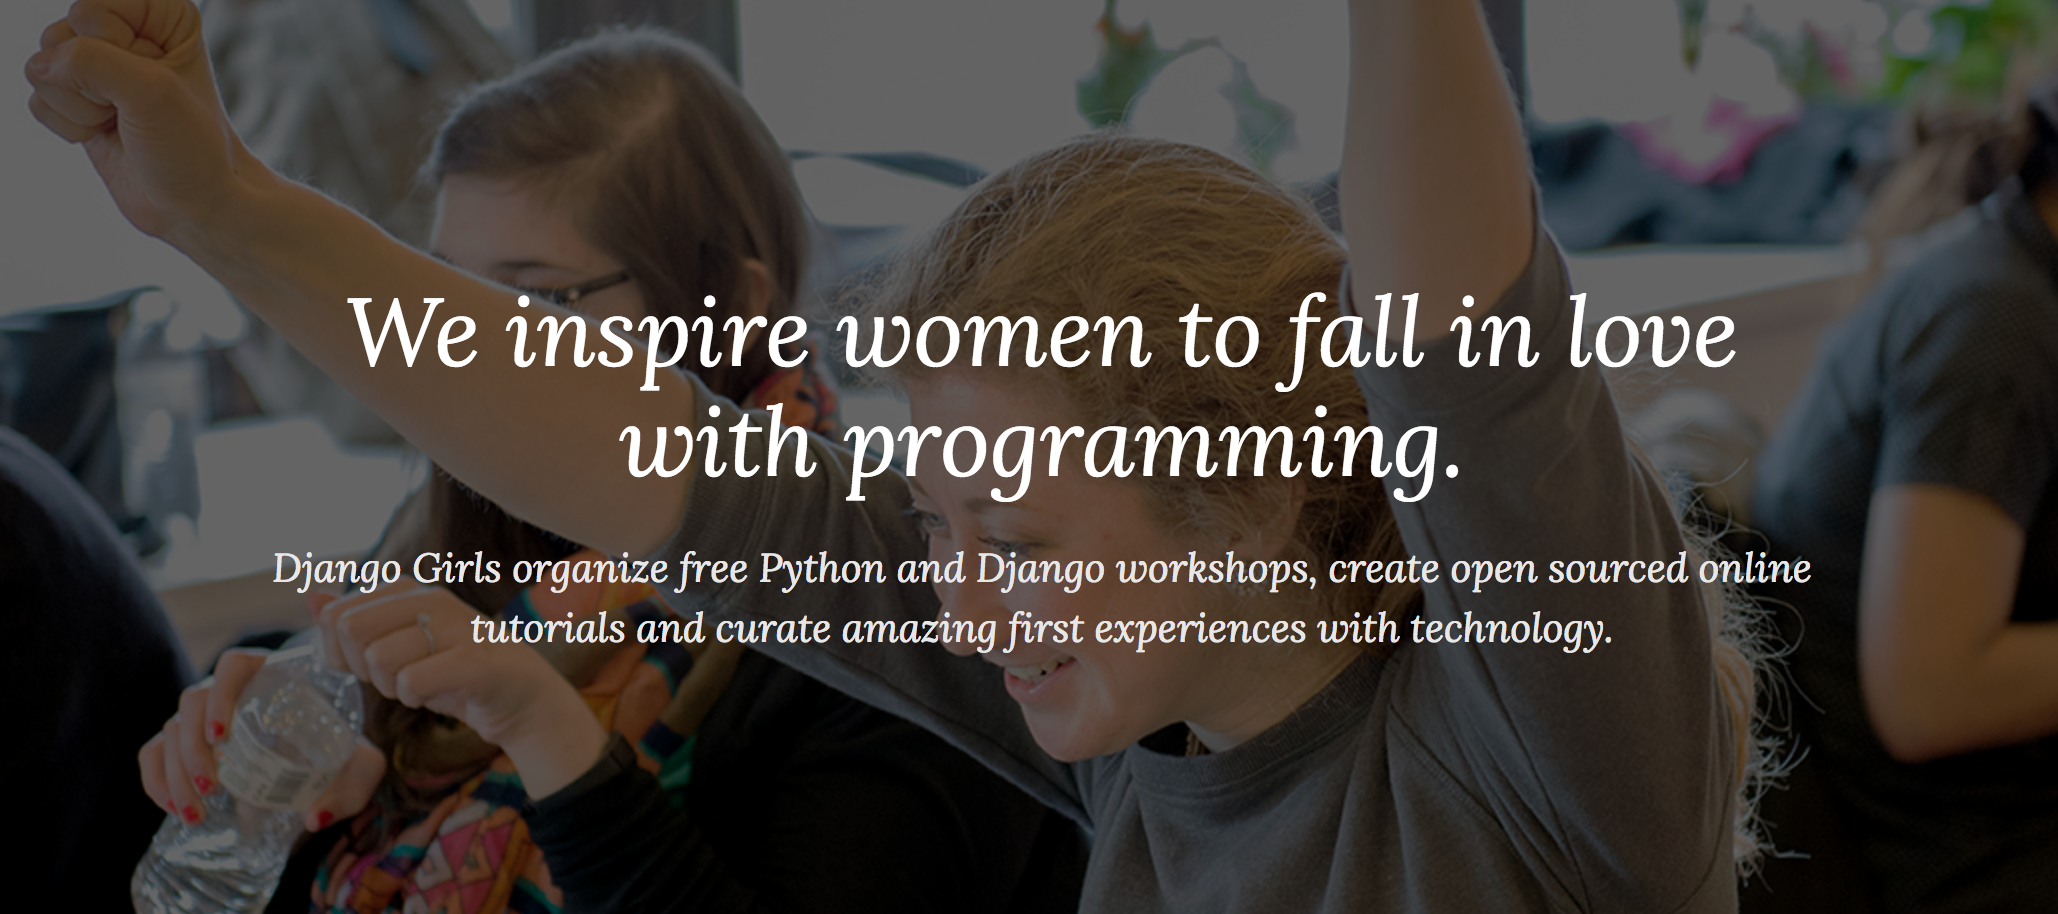 We inspire women to fall in love
with programming.
Django Girls organize free Python and Django workshops, create open sourced online
tutorials and curate amazing first experiences with technology.